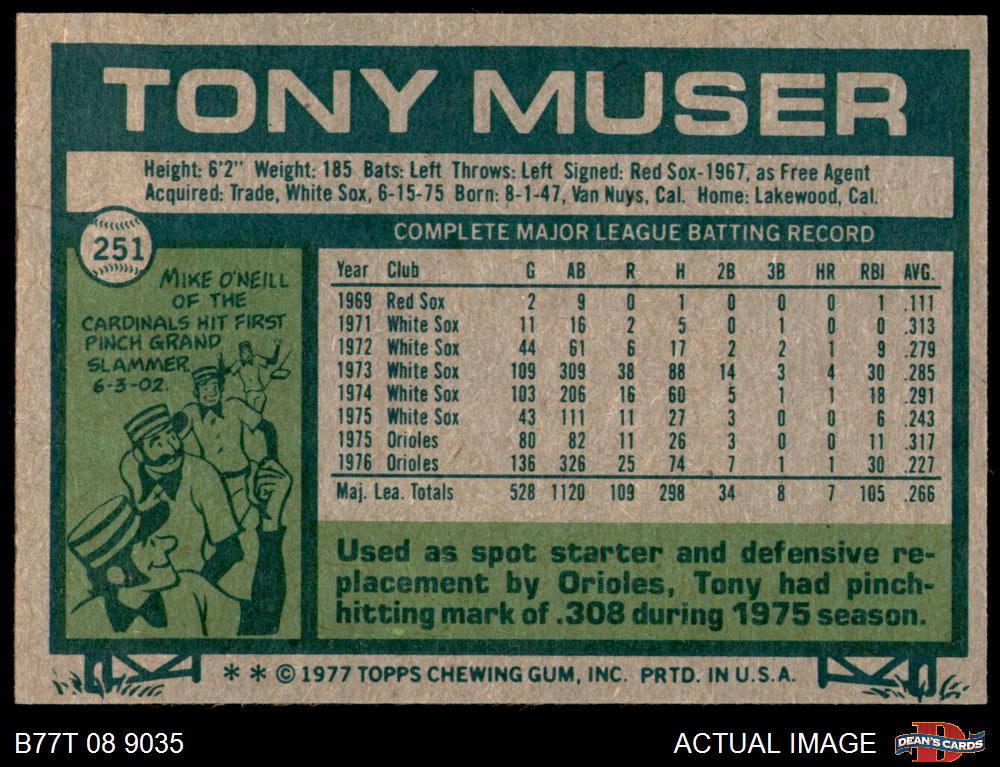 TONY MUSER
Height: 6'2" Weight: 185 Bats: Left Throws: Left Signed: Red Sox-1967, as Free Agent
Acquired: Trade, White Sox, 6-15-75 Born: 8-1-47, Van Nuys, Cal. Home: Lakewood, Cal.
251
MIKE O'NEILL
OF THE
CARDINALS HIT FIRST
PINCH GRAND
SLAMMER
6-3-02.
COMPLETE MAJOR LEAGUE BATTING RECORD
Year Club G AB R H 2B 3B HR RBI AVG.
1969 Red Sox 2 9 0 1 0 0 0 1 .111
1971 White Sox 11 16 2 5 0 1 0 0 .313
1972 White Sox 44 61 6 17 2 2 1 9 .279
1973 White Sox 109 309 38 88 14 3 4 30 .285
1974 White Sox 103 206 16 60 5 1 1 18 .291
1975 White Sox 43 111 11 27 3 0 0 6 .243
1975 Orioles 80 82 11 26 3 0 0 11 .317
1976 Orioles 136 326 25 74 7 1 1 30 .227
Maj. Lea. Totals 528 1120 109 298 34 8 7 105 .266
Used as spot starter and defensive re-
placement by Orioles, Tony had pinch-
hitting mark of .308 during 1975 season.
* * © 1977 TOPPS CHEWING GUM, INC. PRTD. IN U.S.A.
B77T 08 9035
ACTUAL IMAGE
D
DEAN'S CARDS